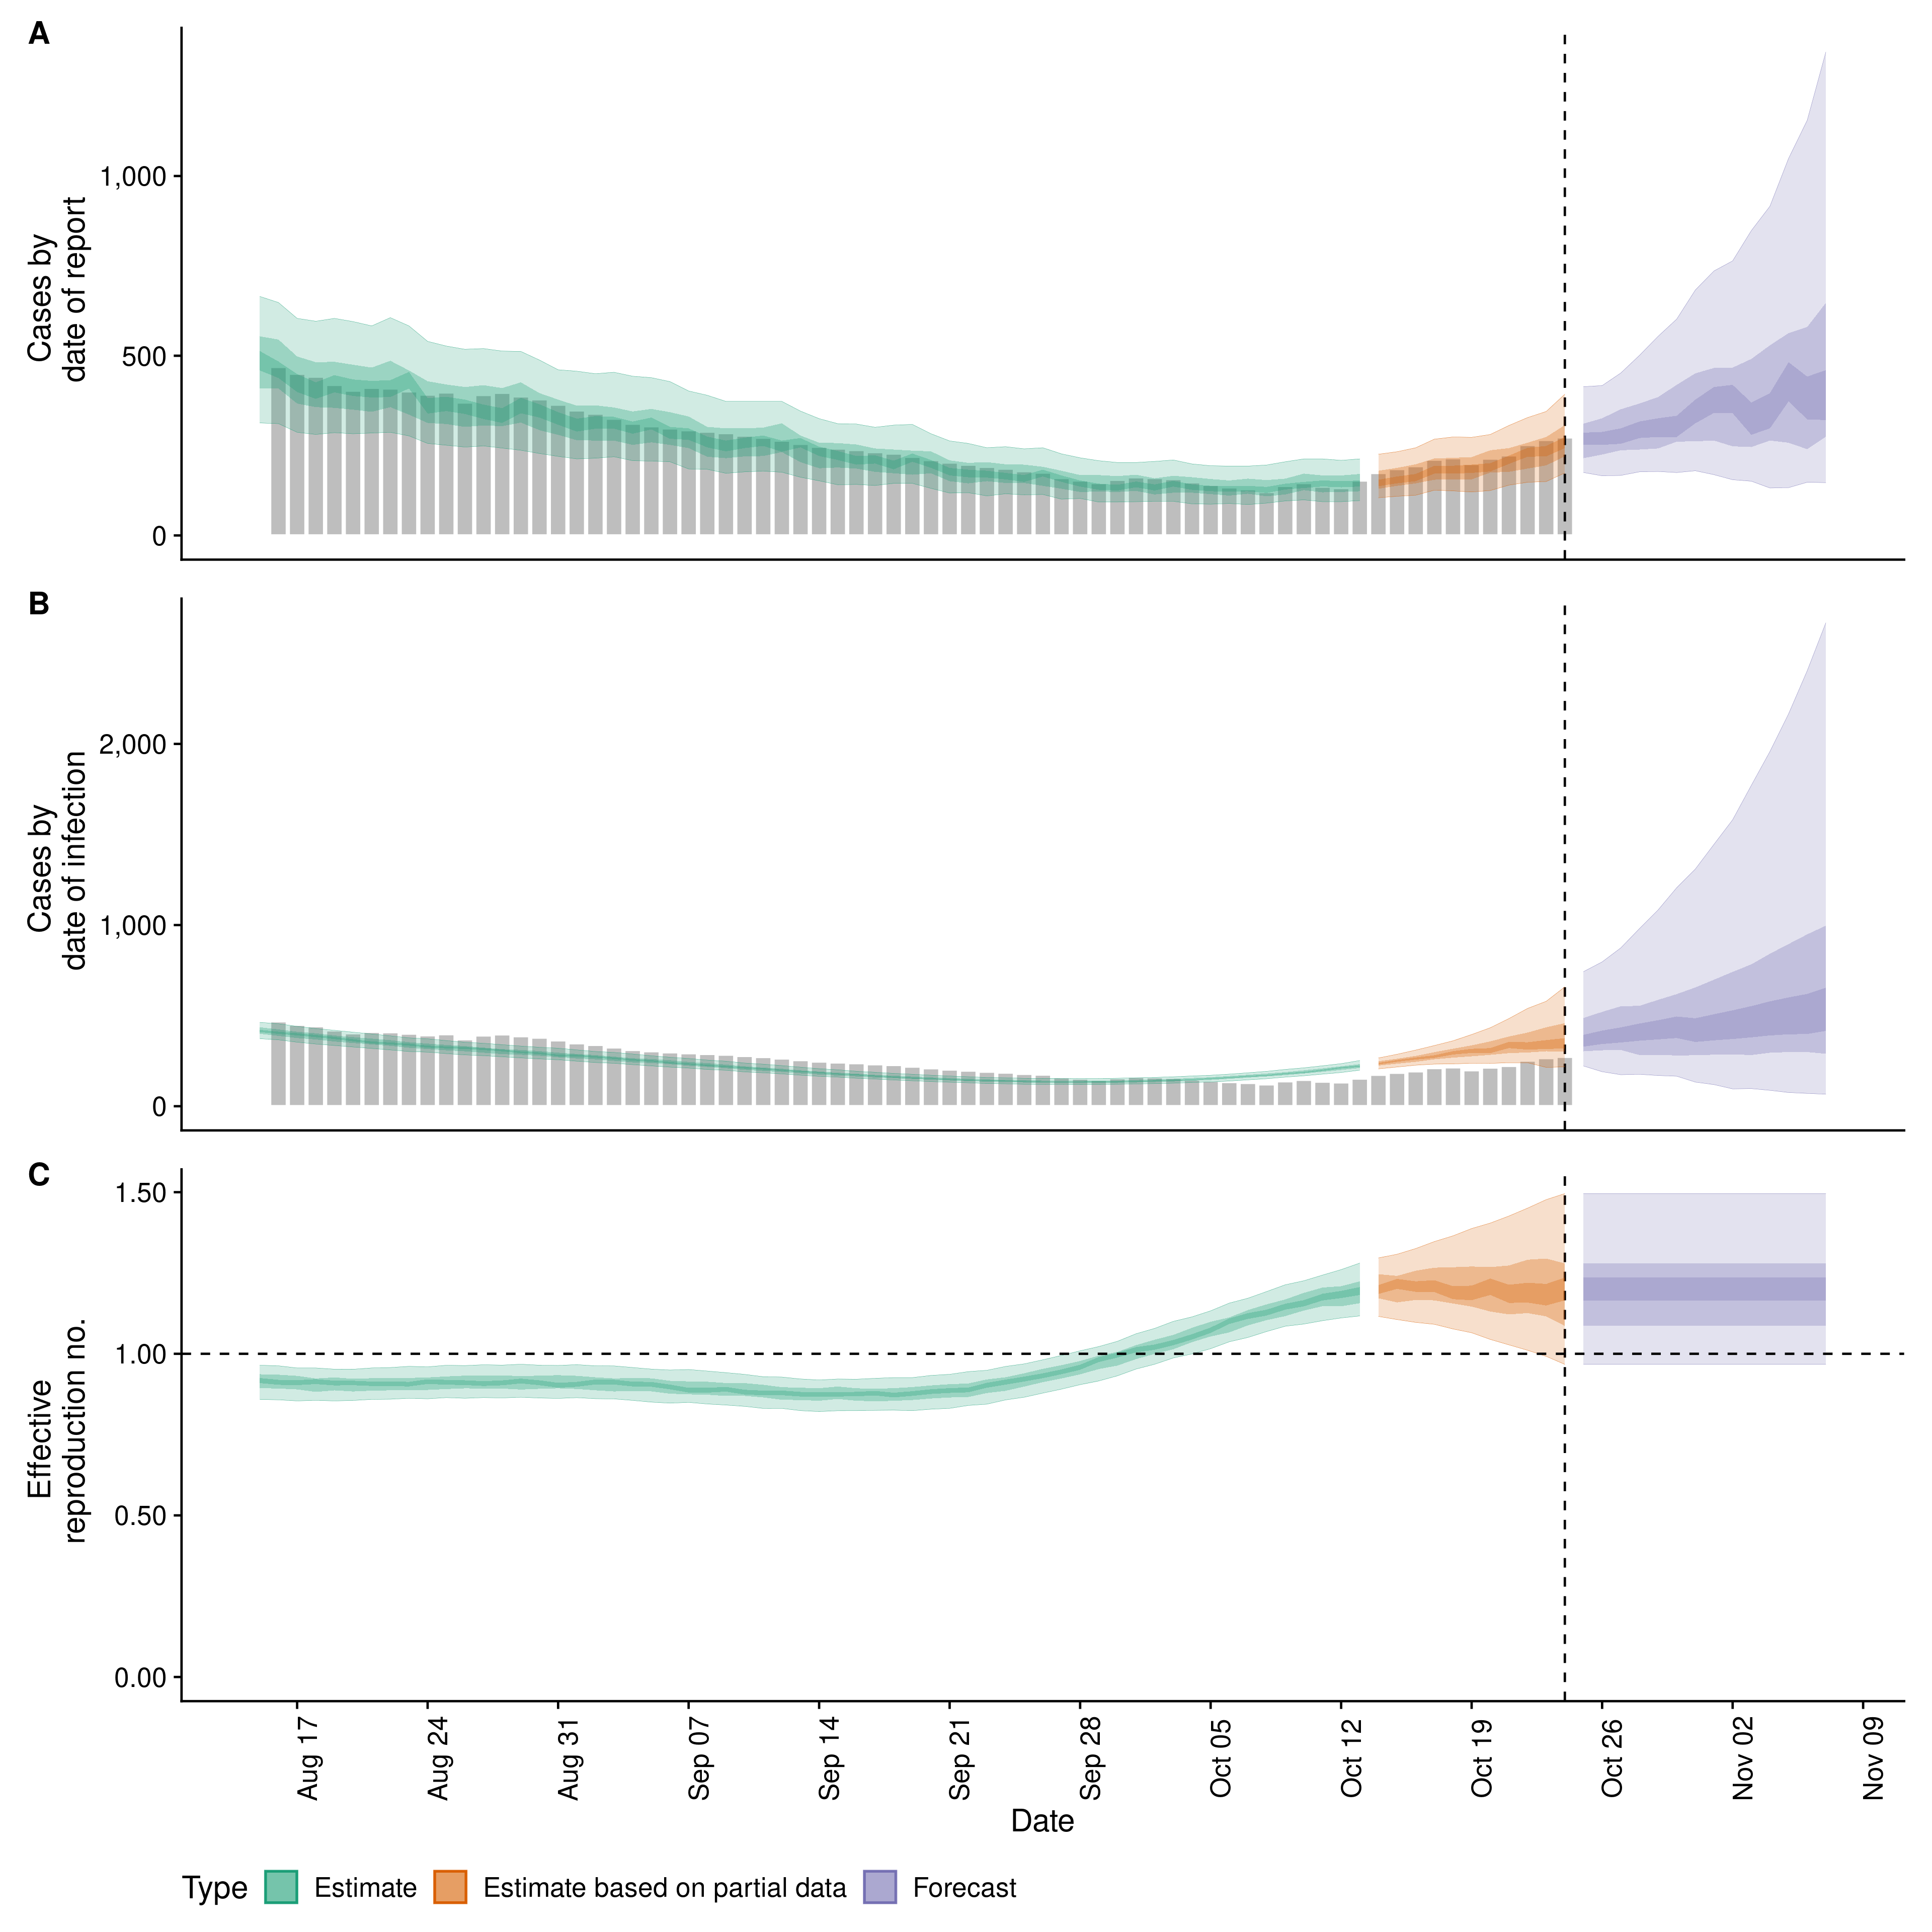 A
Cases by
date of report
1,000
500
0
B
Cases by
date of infection
2,000
1,000
0
C
Effective
reproduction no.
1.50
1.00
0.50
0.00
Aug 17
Aug 24
Aug 31
Sep 07
Sep 14
Sep 21
Sep 28
Oct 05
Oct 12
Oct 19
Oct 26
Nov 02
Nov 09
Date
Type Estimate Estimate based on partial data Forecast